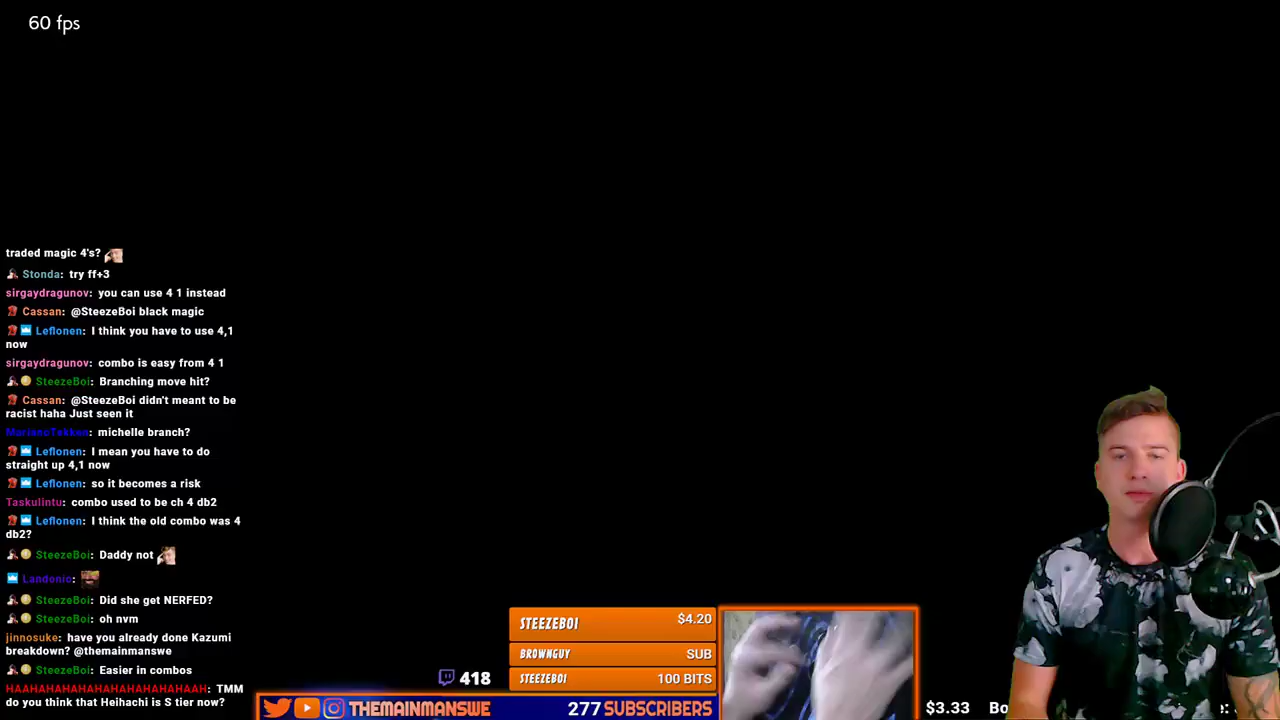 60 fps
traded magic 4's?
Stonda: try ff+3
sirgaydragunov: you can use 4 1 instead
Cassan: @SteezeBoi black magic
Leflonen: I think you have to use 4,1
now
sirgaydragunov: combo is easy from 4 1
SteezeBoi: Branching move hit?
Cassan: @SteezeBoi didn't meant to be
racist haha Just seen it
MarianoTekken: michelle branch?
Leflonen: I mean you have to do
straight up 4,1 now
Leflonen: so it becomes a risk
Taskulintu: combo used to be ch 4 db2
Leflonen: I think the old combo was 4
db2?
SteezeBoi: Daddy not
Landonio:
SteezeBoi: Did she get NERFED?
SteezeBoi: oh nvm
jinnosuke: have you already done Kazumi
breakdown? @themainmanswe
SteezeBoi: Easier in combos
HAAHAHAHAHAHAHAHAHAHAAH: TMM
do you think that Heihachi is S tier now?
418
STEEZEBOI $4.20
BROWNGUY SUB
STEEZEBOI 100 BITS
THEMAINMANSWE 277 SUBSCRIBERS
$3.33 Bo